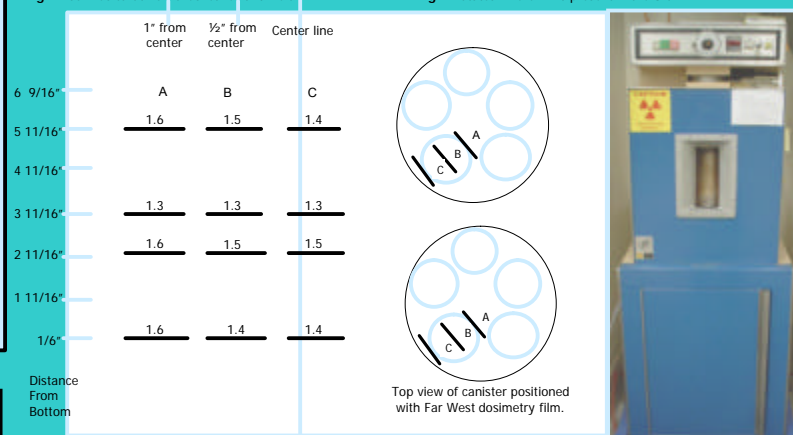 1" from center
½" from center
Center line
6 9/16" A B C
5 11/16" 1.6 1.5 1.4
4 11/16"
3 11/16" 1.3 1.3 1.3
2 11/16" 1.6 1.5 1.5
1 11/16"
1/6" 1.6 1.4 1.4
Distance
From
Bottom
A
B
C
A
B
C
Top view of canister positioned
with Far West dosimetry film.
CAUTION